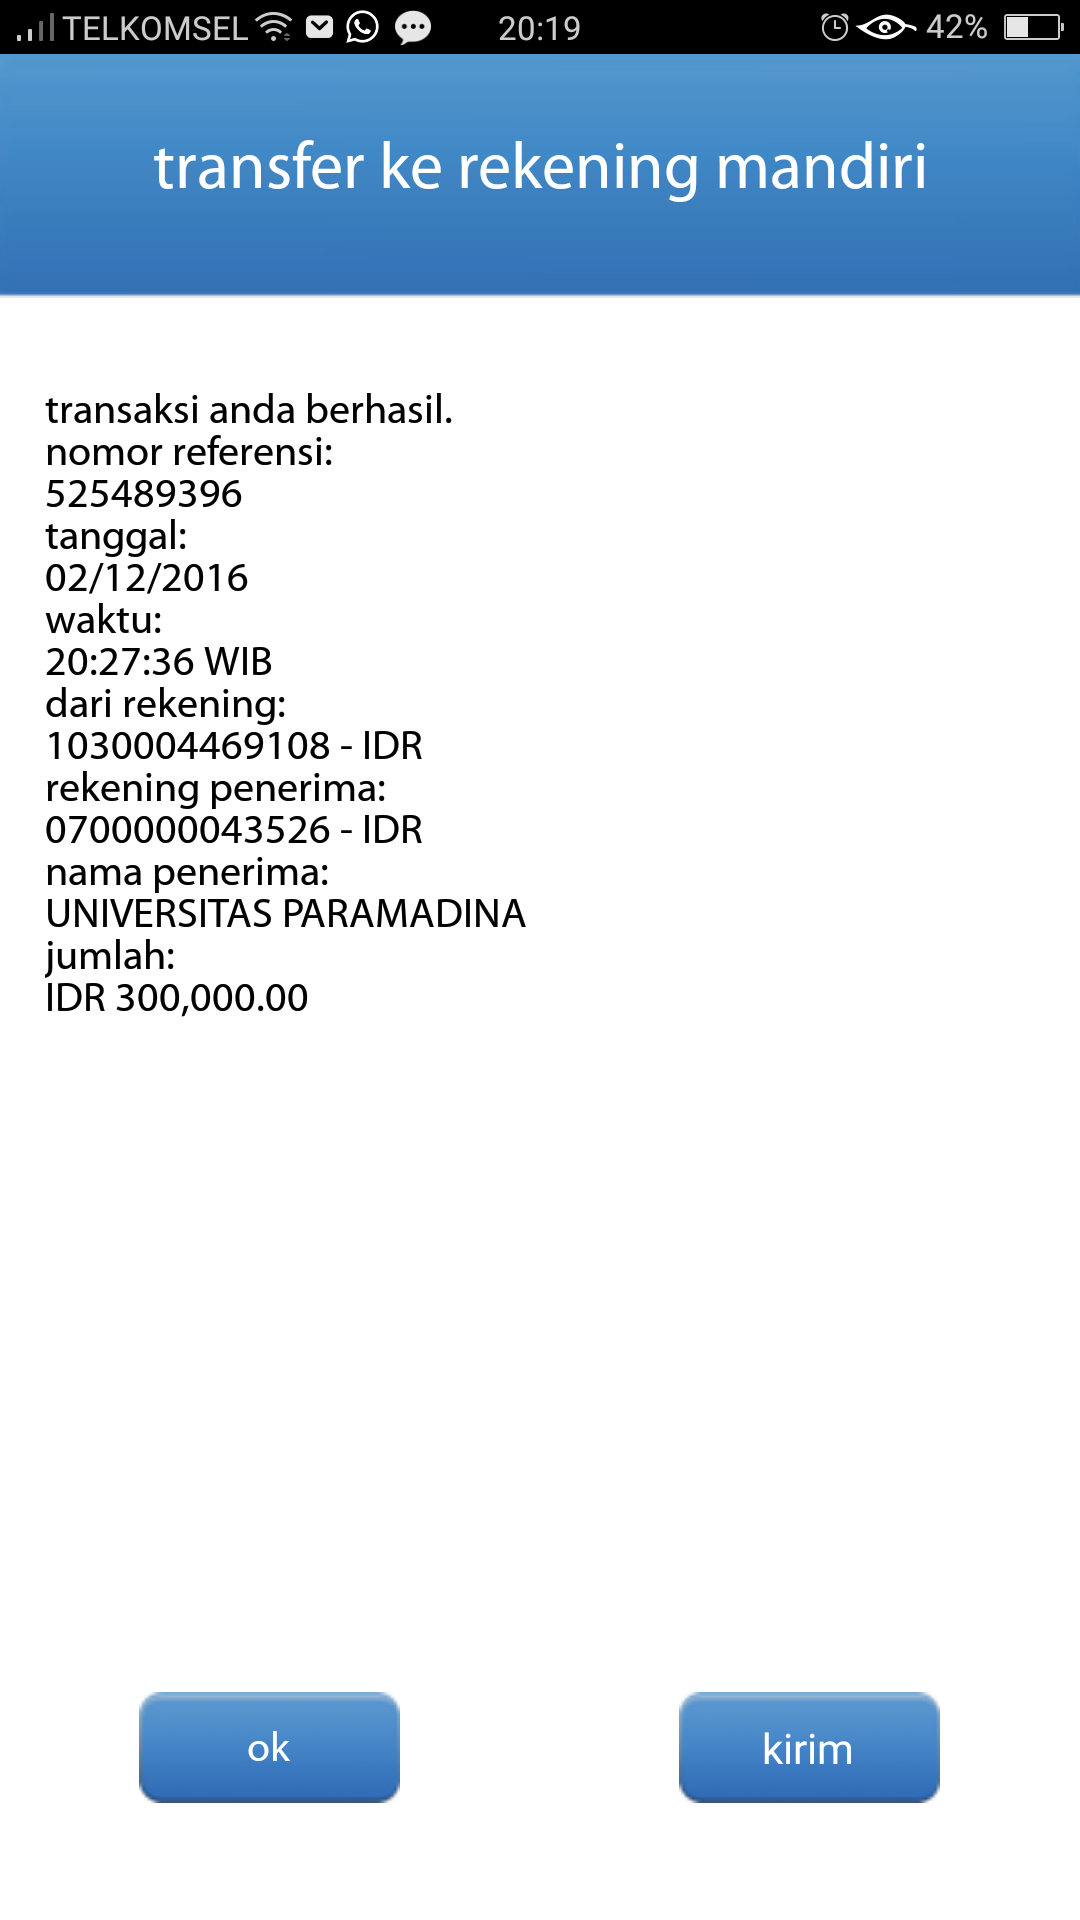 TELKOMSEL 20:19 42%
transfer ke rekening mandiri
transaksi anda berhasil.
nomor referensi:
525489396
tanggal:
02/12/2016
waktu:
20:27:36 WIB
dari rekening:
1030004469108 - IDR
rekening penerima:
0700000043526 - IDR
nama penerima:
UNIVERSITAS PARAMADINA
jumlah:
IDR 300,000.00
ok kirim